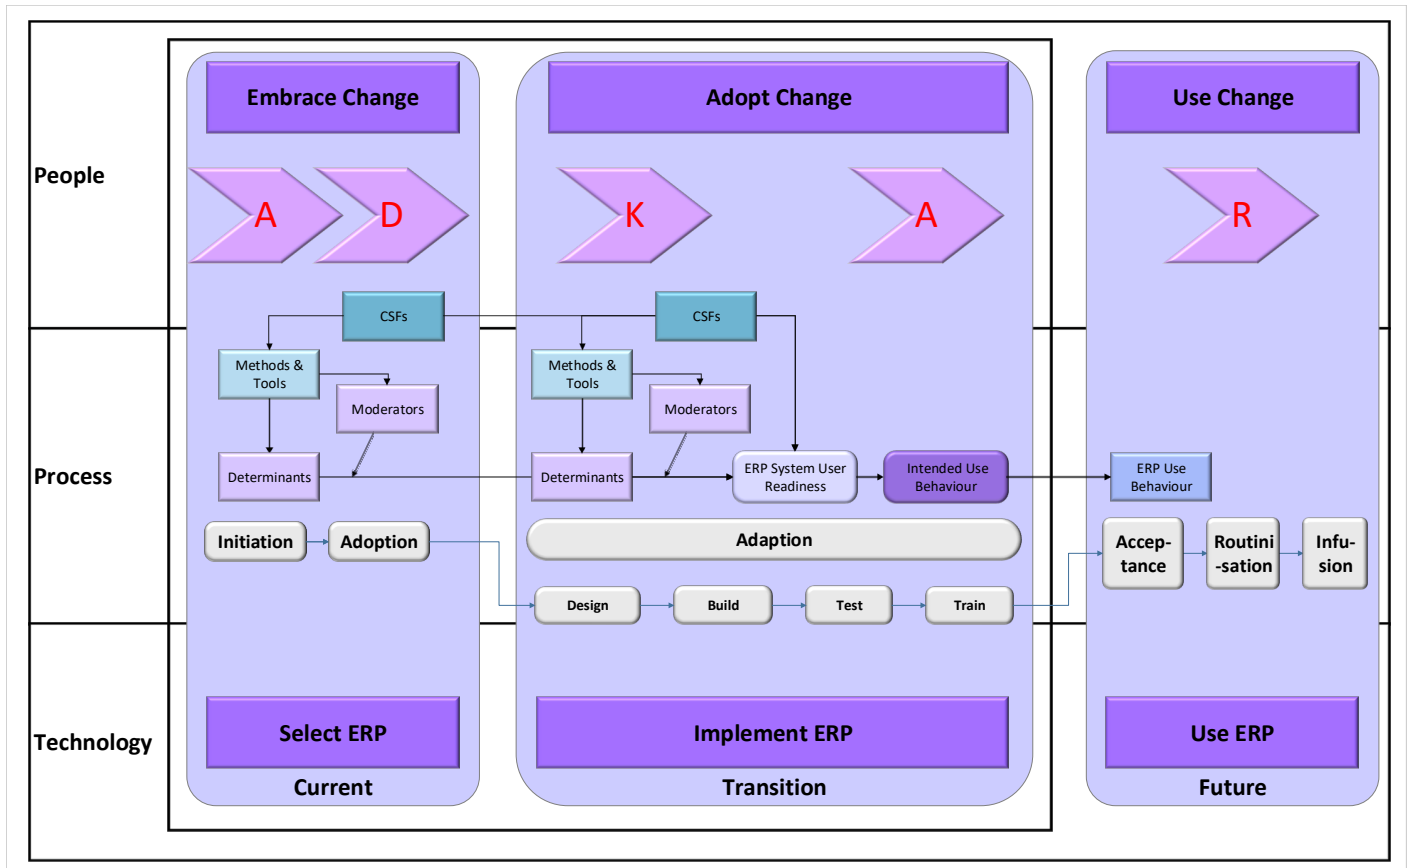 Embrace Change
Adopt Change
Use Change
People
A
D
K
A
R
CSFs
CSFs
Methods &
Tools
Methods &
Tools
Moderators
Moderators
Process
Determinants
Determinants
ERP System User
Readiness
Intended Use
Behaviour
ERP Use
Behaviour
Initiation
Adoption
Adaption
Accep-
tance
Routini
-sation
Infu-
sion
Design
Build
Test
Train
Technology
Select ERP
Implement ERP
Use ERP
Current
Transition
Future